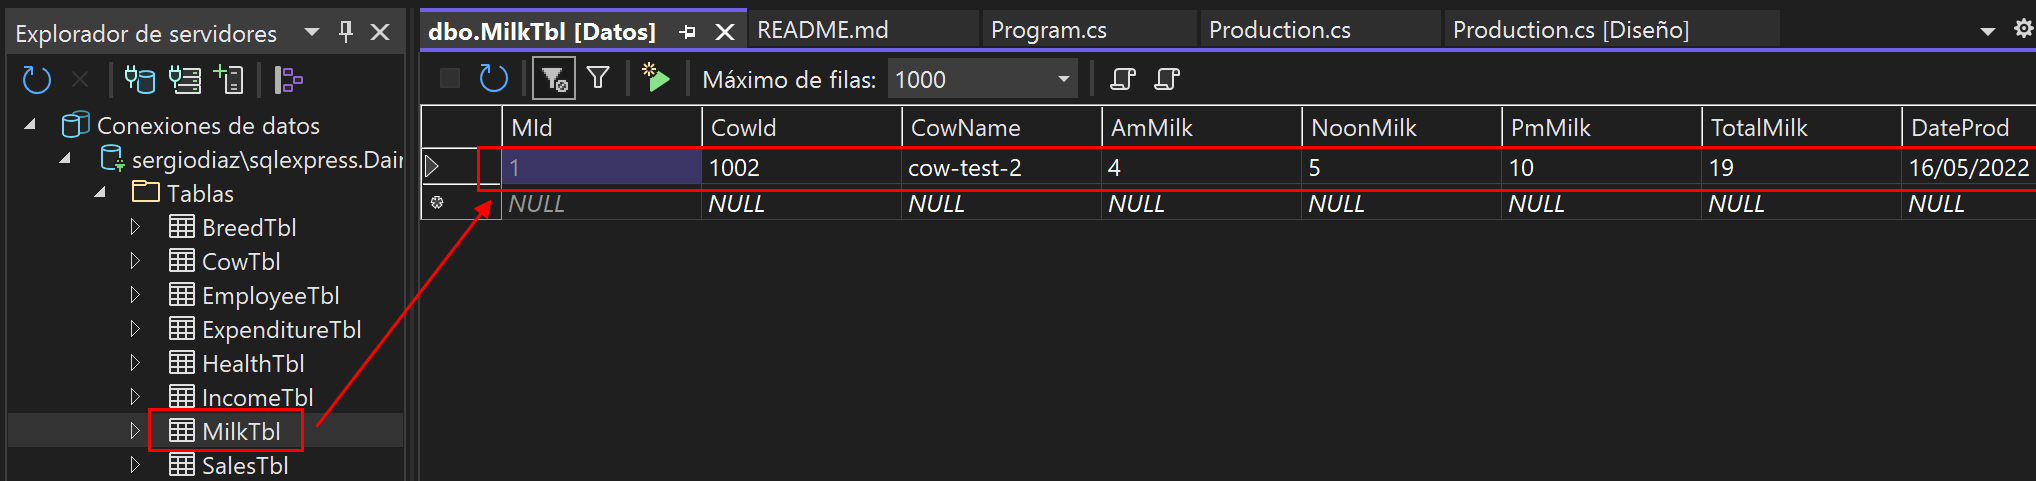 Explorador de servidores
dbo.MilkTbl [Datos] README.md Program.cs Production.cs Production.cs [Diseño]
Máximo de filas: 1000
Conexiones de datos
sergiodiaz\sqlexpress.Dair
Tablas
BreedTbl
CowTbl
EmployeeTbl
ExpenditureTbl
HealthTbl
IncomeTbl
MilkTbl
SalesTbl
MId CowId CowName AmMilk NoonMilk PmMilk TotalMilk DateProd
1 1002 cow-test-2 4 5 10 19 16/05/2022
NULL NULL NULL NULL NULL NULL NULL NULL